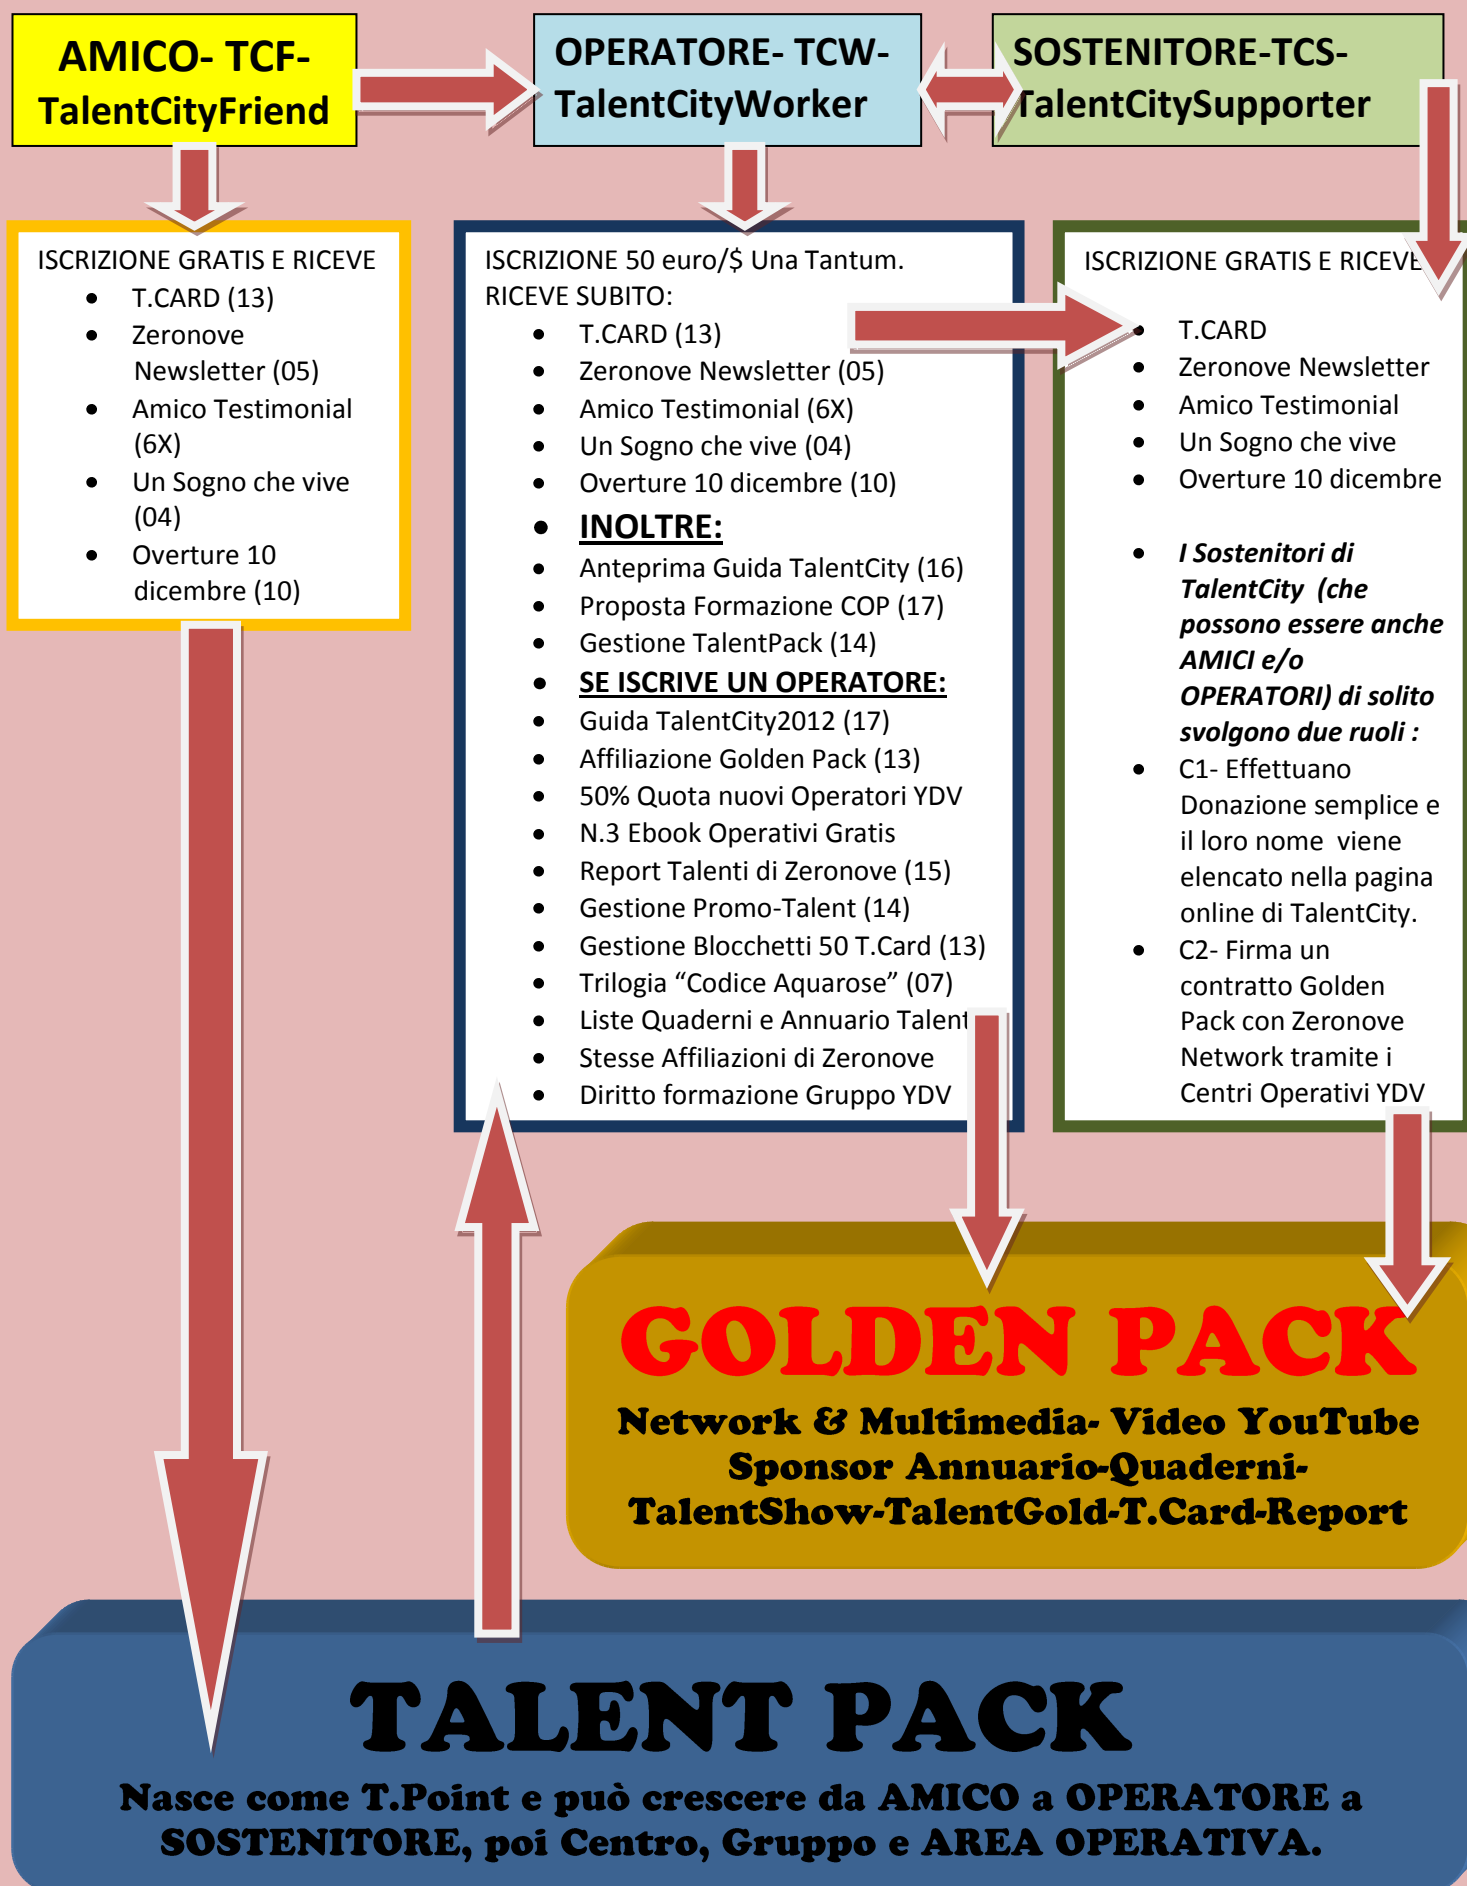 AMICO- TCF-
TalentCityFriend
OPERATORE- TCW-
TalentCityWorker
SOSTENITORE-TCS-
TalentCitySupporter
ISCRIZIONE GRATIS E RICEVE
• T.CARD (13)
• Zeronove
Newsletter (05)
• Amico Testimonial
(6X)
• Un Sogno che vive
(04)
• Overture 10
dicembre (10)
ISCRIZIONE 50 euro/$ Una Tantum.
RICEVE SUBITO:
• T.CARD (13)
• Zeronove Newsletter (05)
• Amico Testimonial (6X)
• Un Sogno che vive (04)
• Overture 10 dicembre (10)
• INOLTRE:
• Anteprima Guida TalentCity (16)
• Proposta Formazione COP (17)
• Gestione TalentPack (14)
• SE ISCRIVE UN OPERATORE:
• Guida TalentCity2012 (17)
• Affiliazione Golden Pack (13)
• 50% Quota nuovi Operatori YDV
• N.3 Ebook Operativi Gratis
• Report Talenti di Zeronove (15)
• Gestione Promo-Talent (14)
• Gestione Blocchetti 50 T.Card (13)
• Trilogia “Codice Aquarose” (07)
• Liste Quaderni e Annuario Talent
• Stesse Affiliazioni di Zeronove
• Diritto formazione Gruppo YDV
ISCRIZIONE GRATIS E RICEVE
• T.CARD
• Zeronove Newsletter
• Amico Testimonial
• Un Sogno che vive
• Overture 10 dicembre
• I Sostenitori di
TalentCity (che
possono essere anche
AMICI e/o
OPERATORI) di solito
svolgono due ruoli :
• C1- Effettuano
Donazione semplice e
il loro nome viene
elencato nella pagina
online di TalentCity.
• C2- Firma un
contratto Golden
Pack con Zeronove
Network tramite i
Centri Operativi YDV
GOLDEN PACK
Network & Multimedia- Video YouTube
Sponsor Annuario-Quaderni-
TalentShow-TalentGold-T.Card-Report
TALENT PACK
Nasce come T.Point e può crescere da AMICO a OPERATORE a
SOSTENITORE, poi Centro, Gruppo e AREA OPERATIVA.